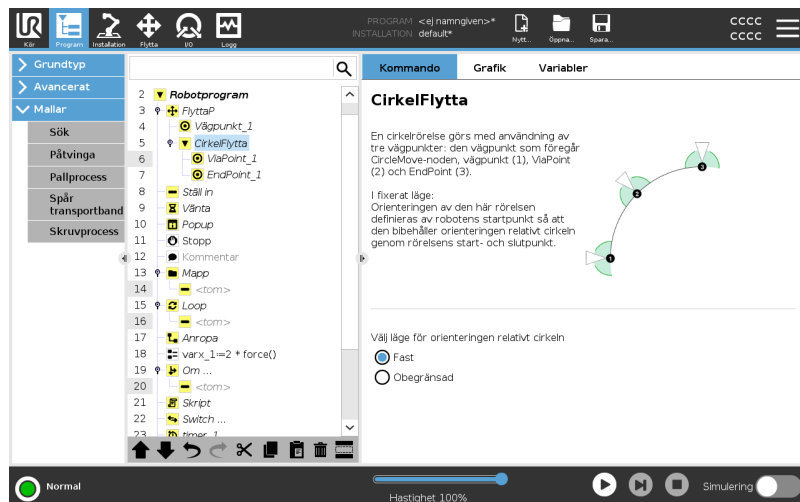 UR
Kör
Program
Installation
Flytta
I/O
Logg
PROGRAM <ej namngiven>*
INSTALLATION default*
Nytt...
Öppna...
Spara...
cccc
cccc
Grundtyp
Avancerat
Mallar
Sök
Påtvinga
Pallprocess
Spår
transportband
Skruvprocess
2 Robotprogram
3 FlyttaP
4 Vägpunkt_1
5 CirkelFlytta
6 ViaPoint_1
7 EndPoint_1
8 Ställ in
9 Vänta
10 Popup
11 Stopp
12 Kommentar
13 Mapp
14 <tom>
15 Loop
16 <tom>
17 Anropa
18 varx_1:=2 * force()
19 Om ...
20 <tom>
21 Skript
22 Switch ...
23 timer_1
Kommando
Grafik
Variabler
CirkelFlytta
En cirkelrörelse görs med användning av
tre vägpunkter: den vägpunkt som föregår
CircleMove-noden, vägpunkt (1), ViaPoint
(2) och EndPoint (3).
I fixerat läge:
Orienteringen av den här rörelsen
definieras av robotens startpunkt så att
den bibehåller orienteringen relativt cirkeln
genom rörelsens start- och slutpunkt.
3
2
1
Välj läge för orienteringen relativt cirkeln
Fast
Obegränsad
Normal
Hastighet 100%
Simulering